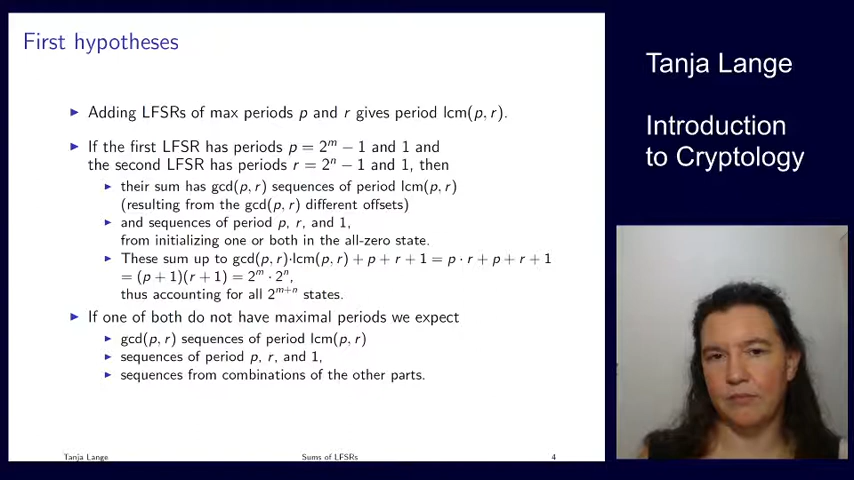 First hypotheses
▶ Adding LFSRs of max periods p and r gives period lcm(p, r).
▶ If the first LFSR has periods p = 2^m − 1 and 1 and
the second LFSR has periods r = 2^n − 1 and 1, then
▶ their sum has gcd(p, r) sequences of period lcm(p, r)
(resulting from the gcd(p, r) different offsets)
▶ and sequences of period p, r, and 1,
from initializing one or both in the all-zero state.
▶ These sum up to gcd(p, r)·lcm(p, r) + p + r + 1 = p · r + p + r + 1
= (p + 1)(r + 1) = 2^m · 2^n,
thus accounting for all 2^{m+n} states.
▶ If one of both do not have maximal periods we expect
▶ gcd(p, r) sequences of period lcm(p, r)
▶ sequences of period p, r, and 1,
▶ sequences from combinations of the other parts.
Tanja Lange
Sums of LFSRs
4
Tanja Lange
Introduction
to Cryptology